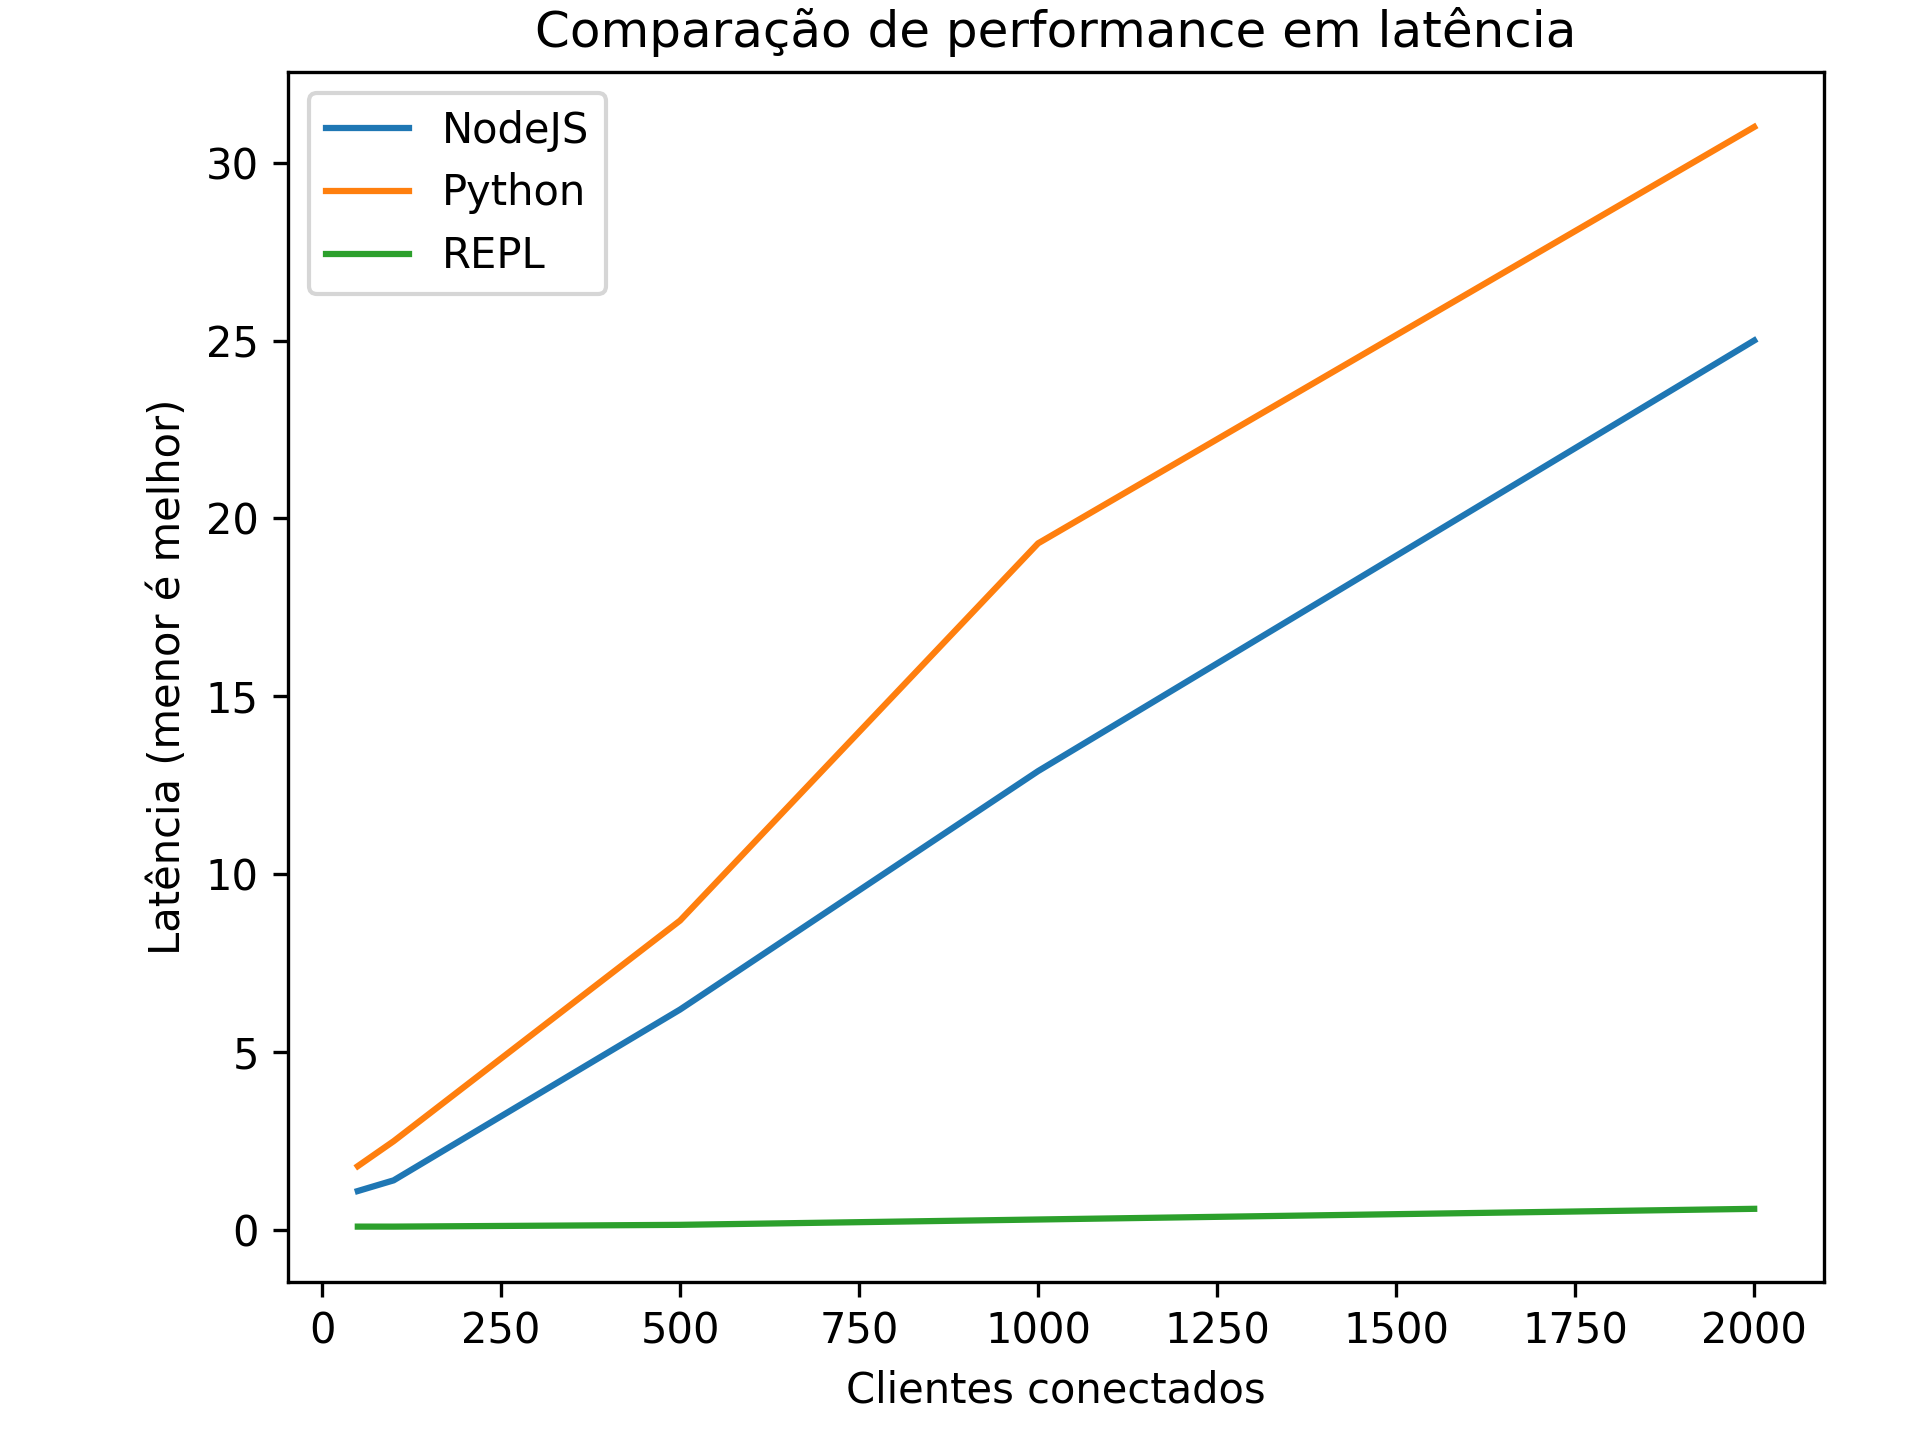 Comparação de performance em latência
NodeJS
Python
REPL
Latência (menor é melhor)
30
25
20
15
10
5
0
0 250 500 750 1000 1250 1500 1750 2000
Clientes conectados